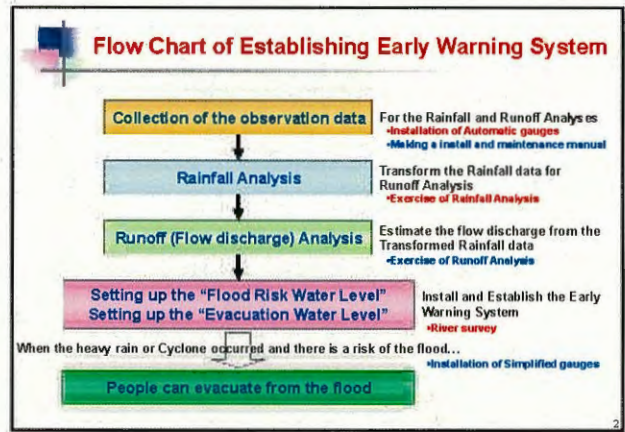 Flow Chart of Establishing Early Warning System
Collection of the observation data
For the Rainfall and Runoff Analyses
•Installation of Automatic gauges
•Making a install and maintenance manual
Rainfall Analysis
Transform the Rainfall data for
Runoff Analysis
•Exercise of Rainfall Analysis
Runoff (Flow discharge) Analysis
Estimate the flow discharge from the
Transformed Rainfall data
•Exercise of Runoff Analysis
Setting up the “Flood Risk Water Level”
Setting up the “Evacuation Water Level”
Install and Establish the Early
Warning System
•River survey
When the heavy rain or Cyclone occurred and there is a risk of the flood...
•Installation of Simplified gauges
People can evacuate from the flood
2